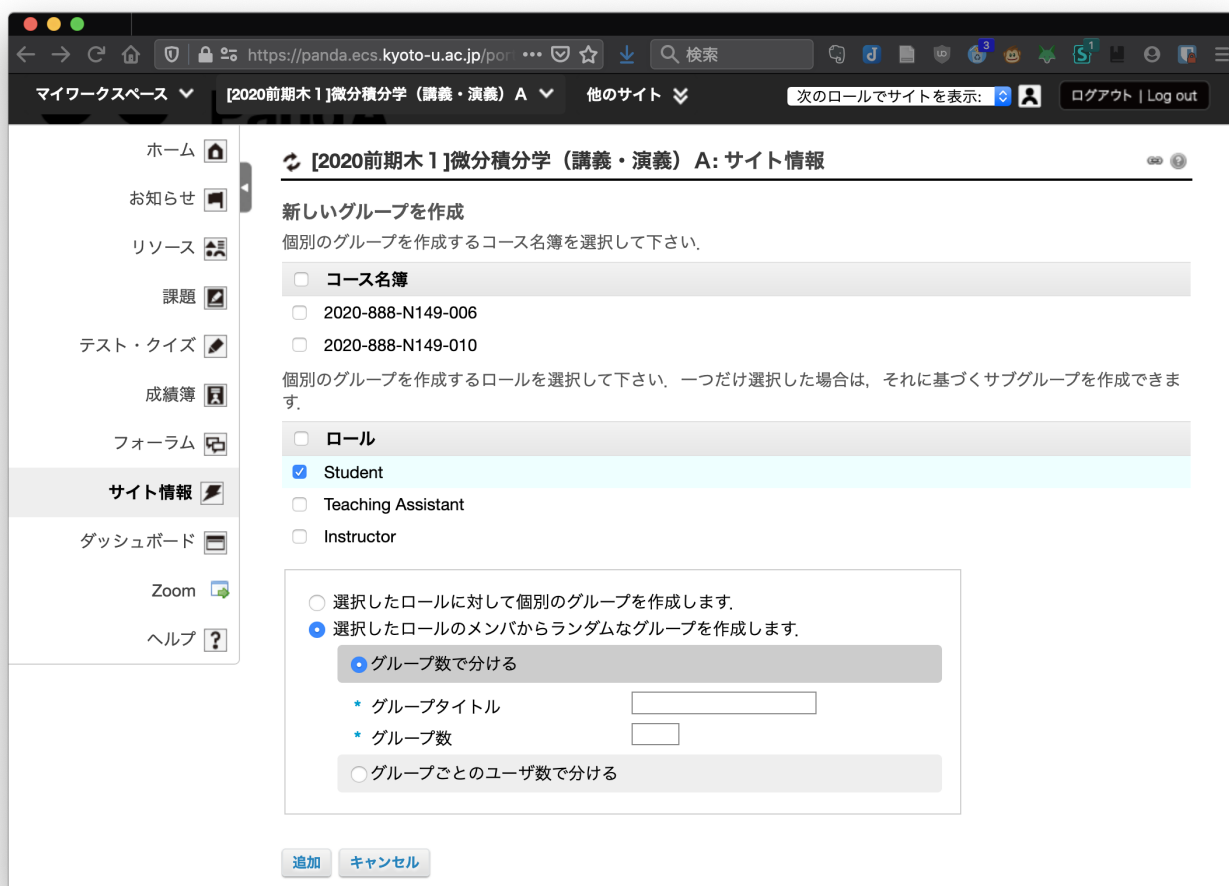 https://panda.ecs.kyoto-u.ac.jp/por
検索
3
1
マイワークスペース
[2020前期木1]微分積分学（講義・演義）A
他のサイト
次のロールでサイトを表示:
ログアウト | Log out
ホーム
お知らせ
リソース
課題
テスト・クイズ
成績簿
フォーラム
サイト情報
ダッシュボード
Zoom
ヘルプ
[2020前期木１]微分積分学（講義・演義）A: サイト情報
新しいグループを作成
個別のグループを作成するコース名簿を選択して下さい．
コース名簿
2020-888-N149-006
2020-888-N149-010
個別のグループを作成するロールを選択して下さい．一つだけ選択した場合は，それに基づくサブグループを作成できま
す．
ロール
Student
Teaching Assistant
Instructor
選択したロールに対して個別のグループを作成します．
選択したロールのメンバからランダムなグループを作成します．
グループ数で分ける
* グループタイトル
* グループ数
グループごとのユーザ数で分ける
追加
キャンセル